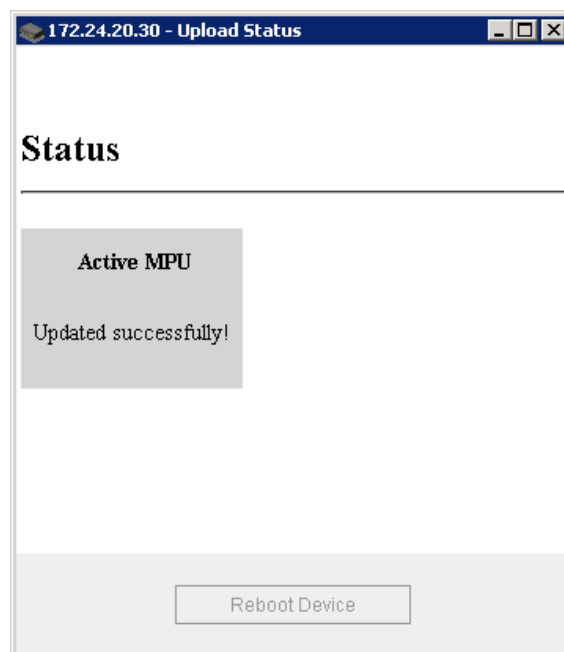 172.24.20.30 - Upload Status
Status
Active MPU
Updated successfully!
Reboot Device